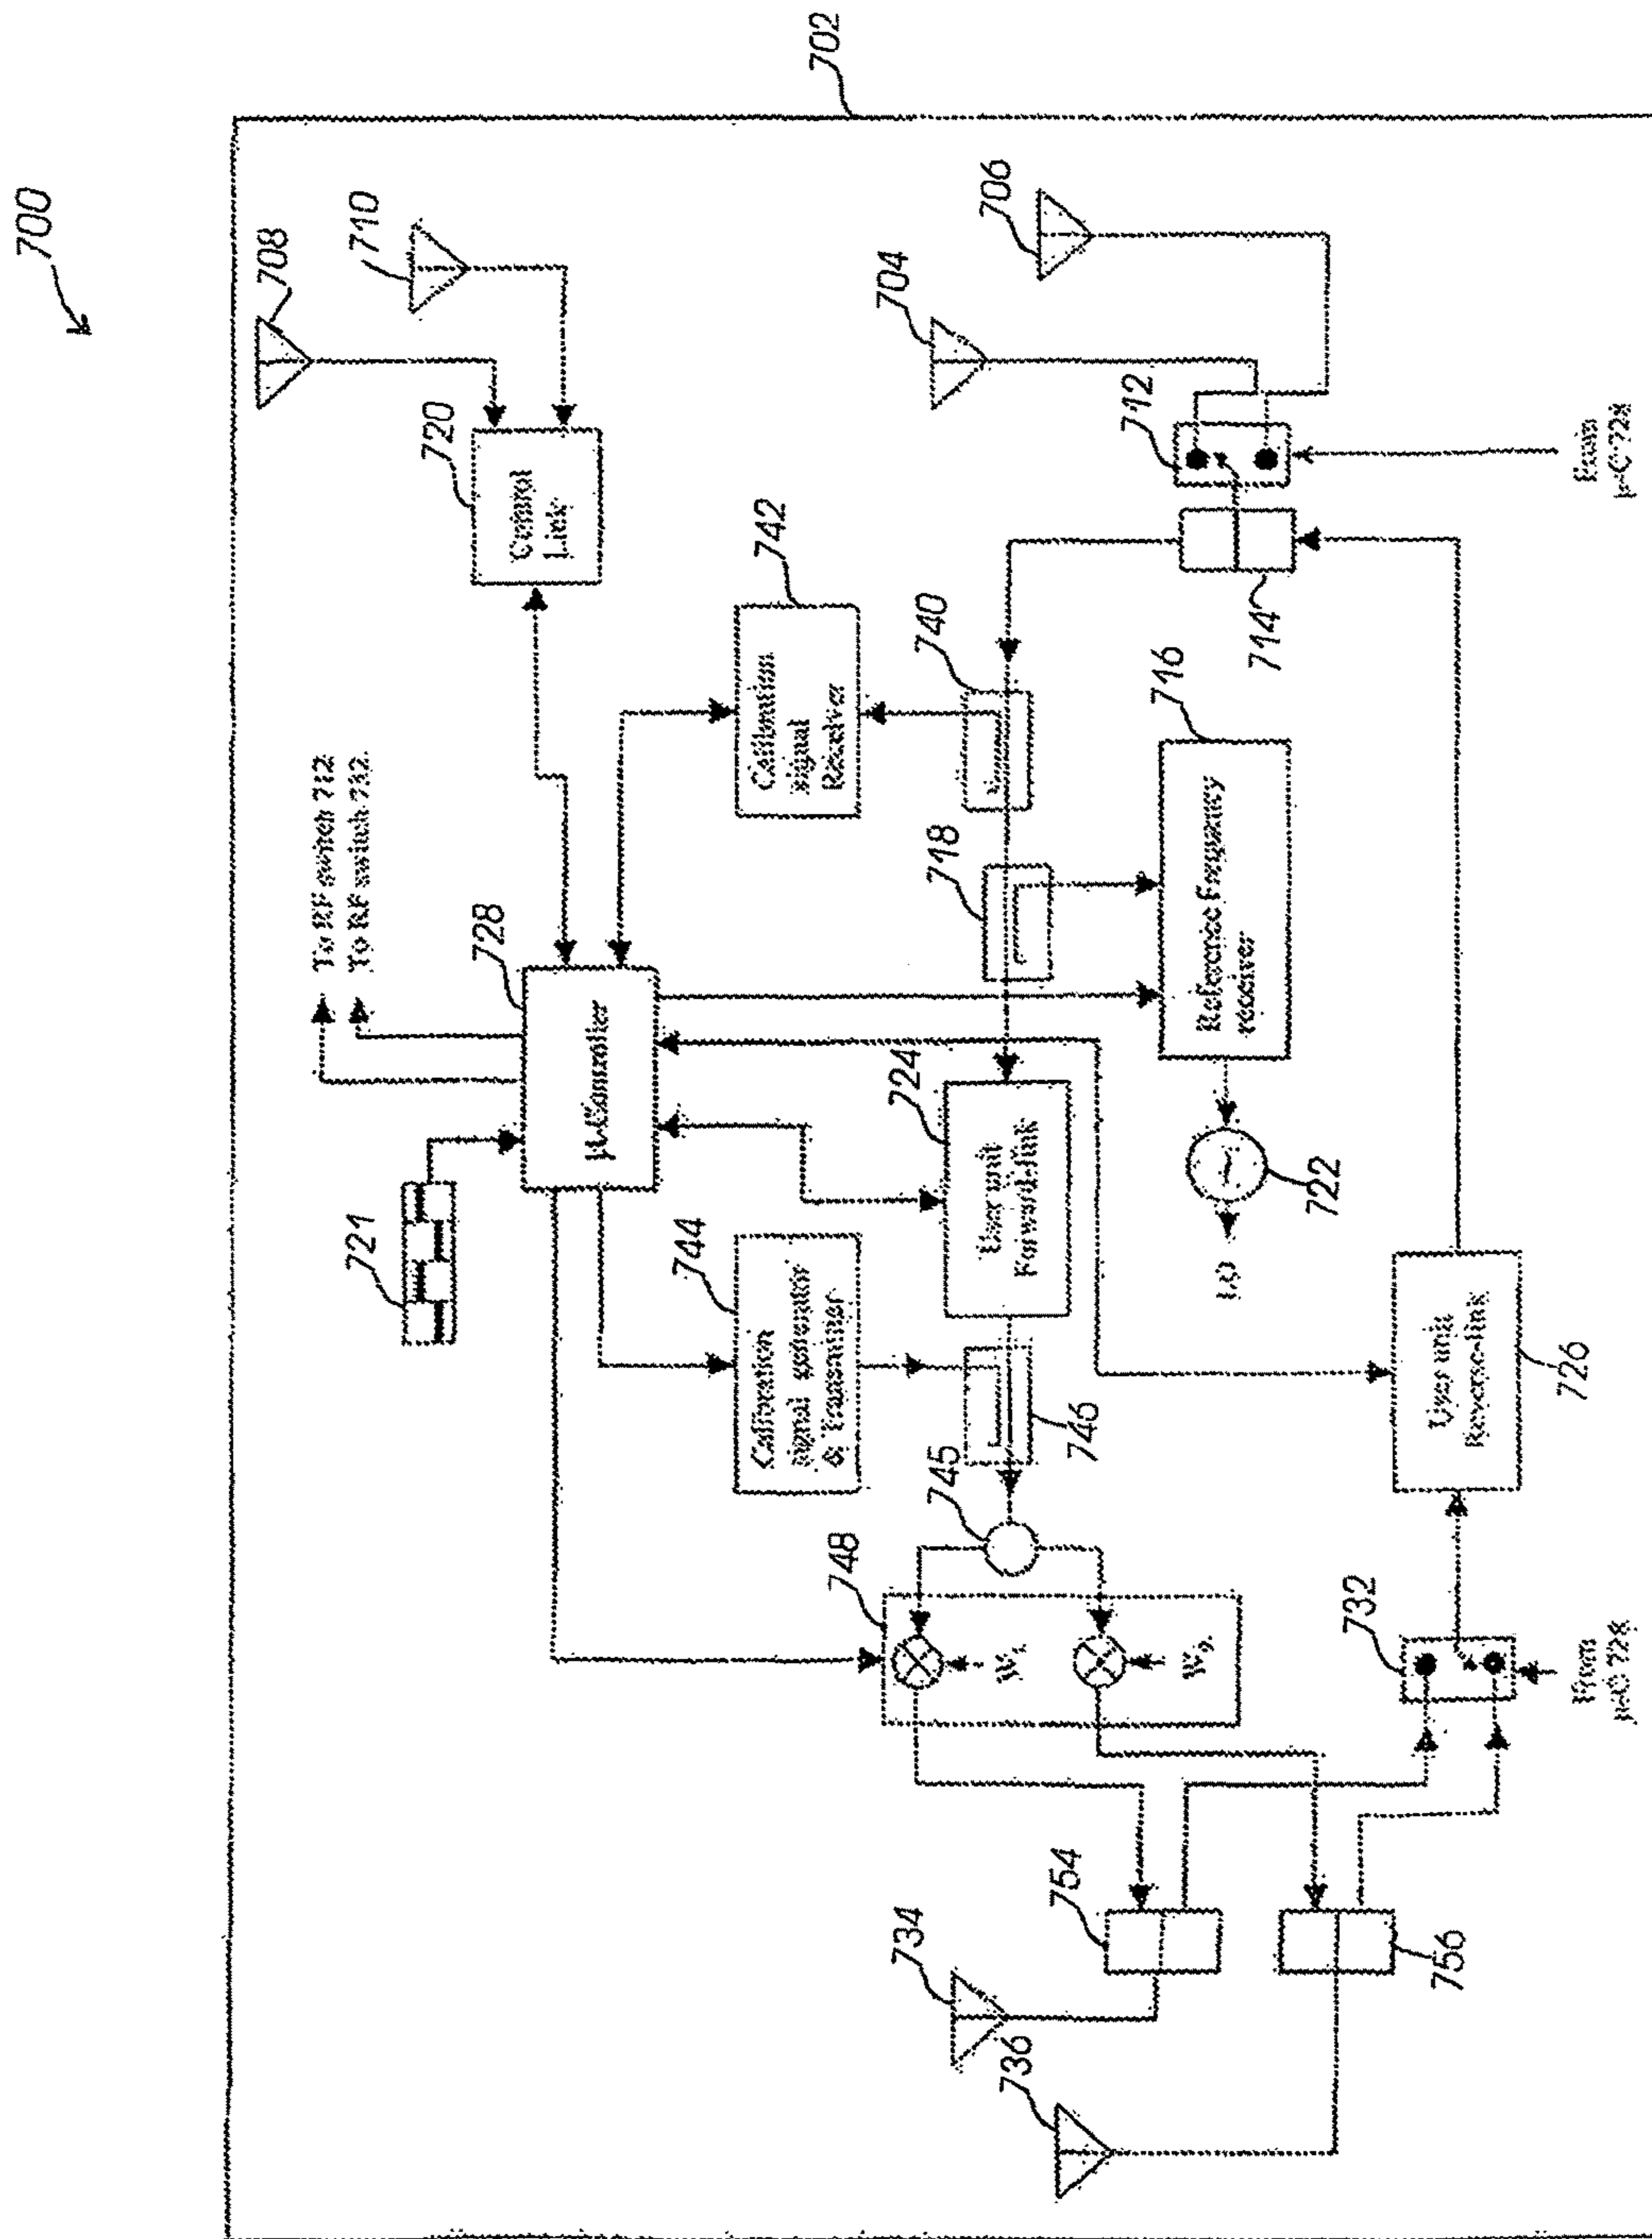 700
702
708
710
720
Control
Link
704
706
712
From
μ-C 728
742
Calibration
signal
Receiver
740
714
716
Reference Frequency
receiver
718
To RF switch 712
To RF switch 732
728
μ-Controller
724
User unit
Forward-link
722
LO
721
744
Calibration
signal generator
& Transmitter
746
745
User unit
Reverse-link
726
748
W₁
W₂
732
From
μ-C 728
754
756
734
736